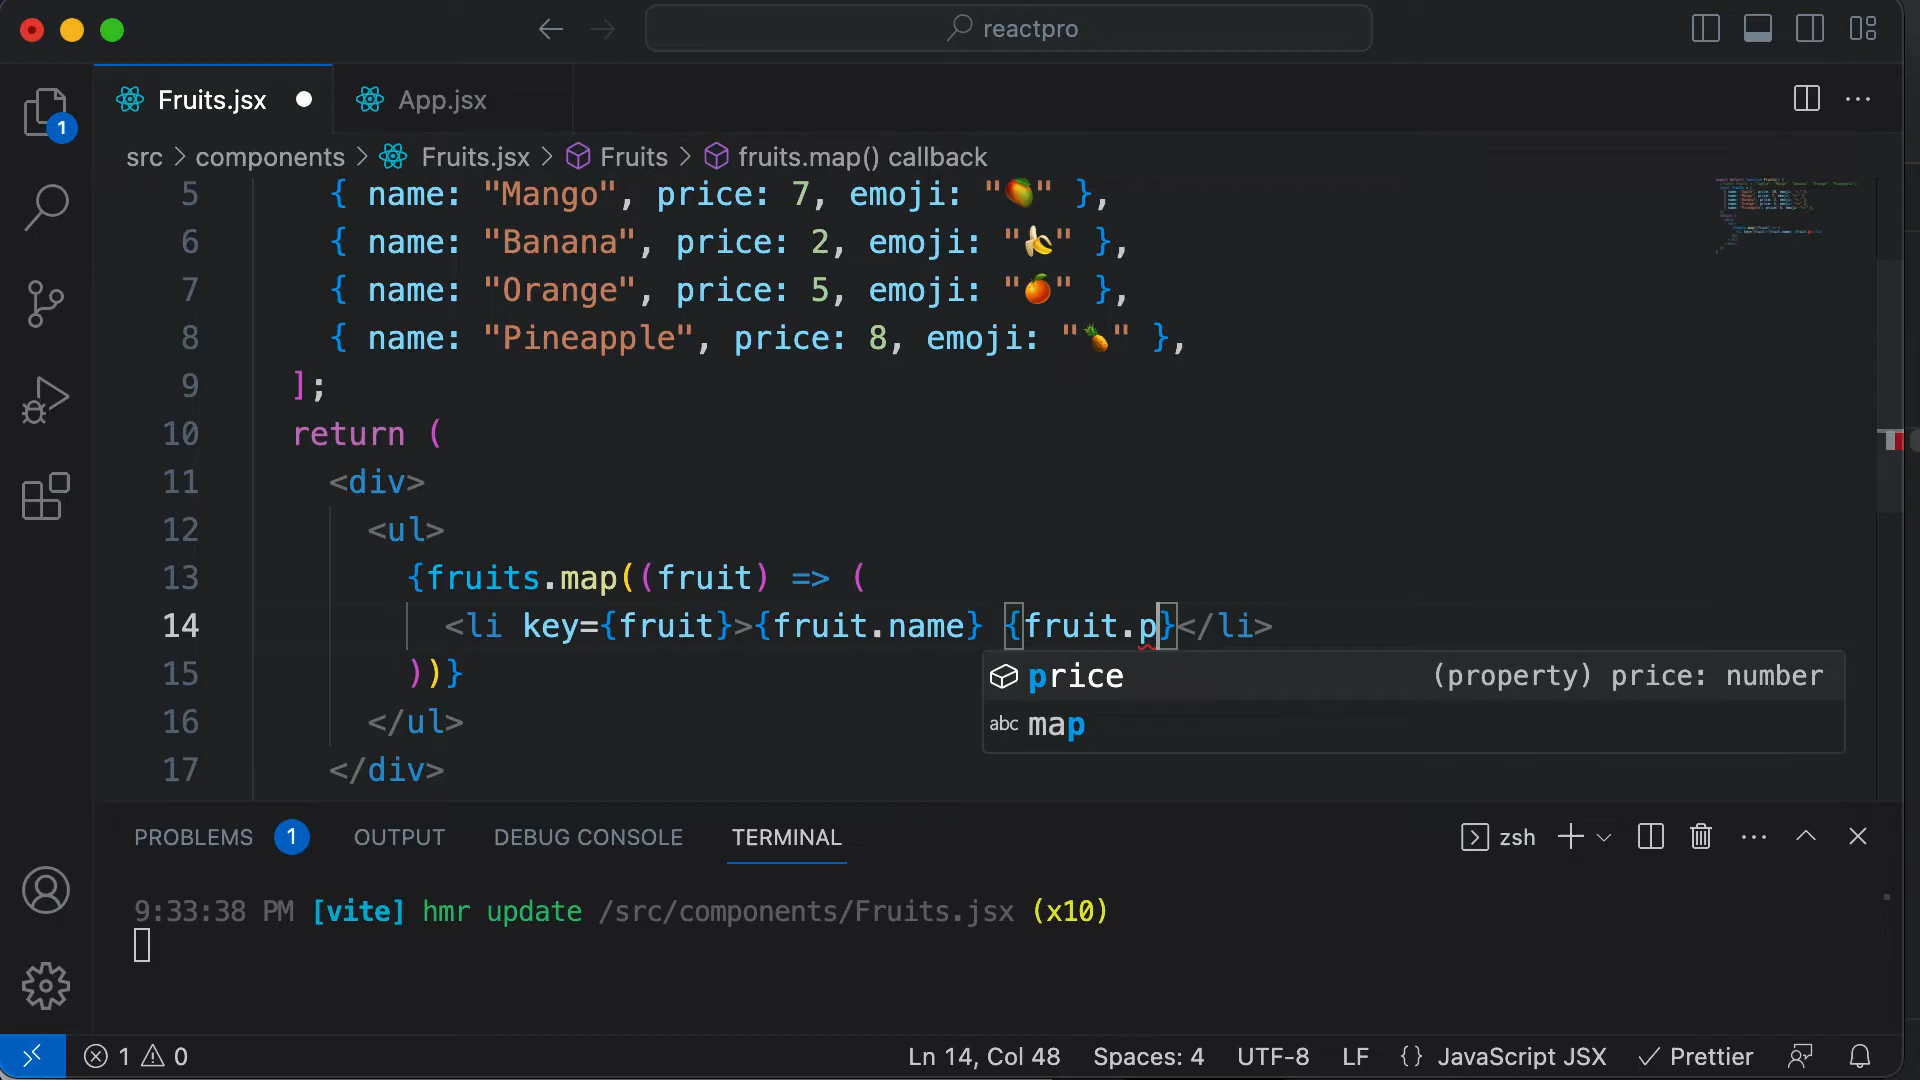 reactpro
Fruits.jsx
App.jsx
1
src > components > Fruits.jsx > Fruits > fruits.map() callback
5 { name: "Mango", price: 7, emoji: "🥭" },
6 { name: "Banana", price: 2, emoji: "🍌" },
7 { name: "Orange", price: 5, emoji: "🍊" },
8 { name: "Pineapple", price: 8, emoji: "🍍" },
9 ];
10 return (
11 <div>
12 <ul>
13 {fruits.map((fruit) => (
14 <li key={fruit}>{fruit.name} {fruit.p}</li>
15 ))}
16 </ul>
17 </div>
price (property) price: number
abc map
PROBLEMS 1 OUTPUT DEBUG CONSOLE TERMINAL zsh
9:33:38 PM [vite] hmr update /src/components/Fruits.jsx (x10)
1 0 Ln 14, Col 48 Spaces: 4 UTF-8 LF {} JavaScript JSX Prettier